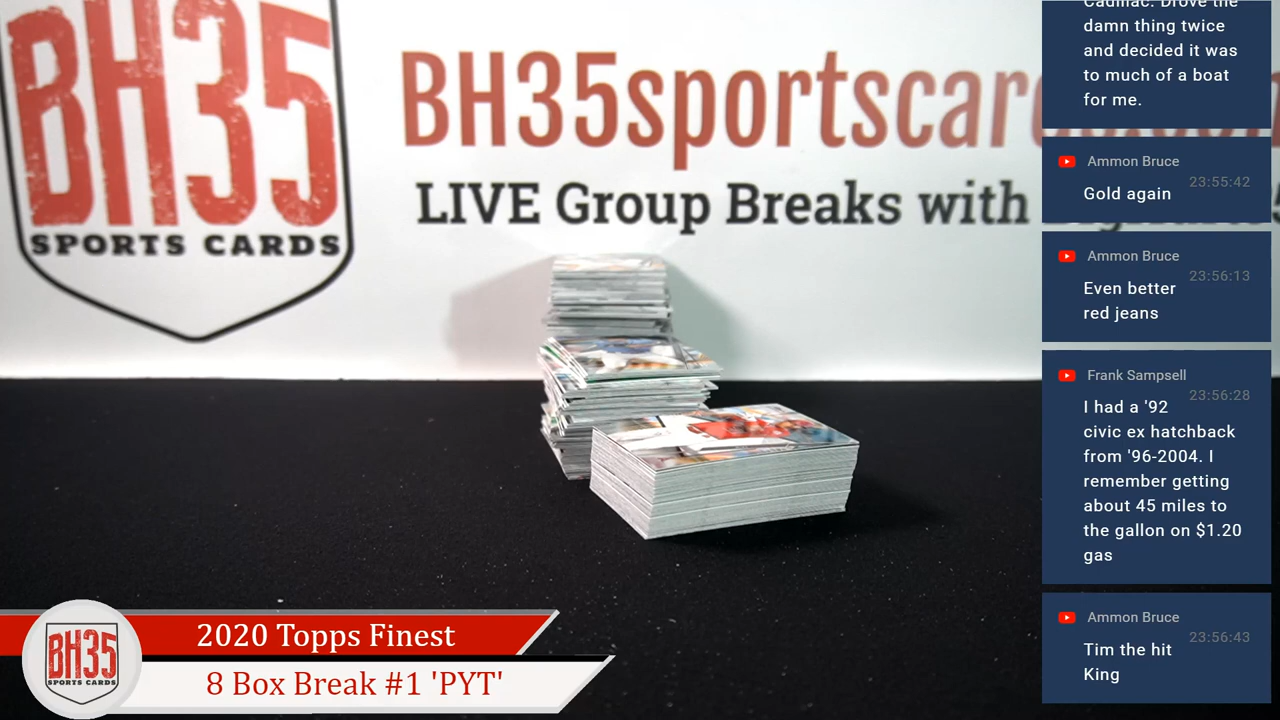 BH35
SPORTS CARDS
BH35sportscards
LIVE Group Breaks with
Cadillac. Drove the
damn thing twice
and decided it was
to much of a boat
for me.
Ammon Bruce
23:55:42
Gold again
Ammon Bruce
23:56:13
Even better
red jeans
Frank Sampsell
23:56:28
I had a '92
civic ex hatchback
from '96-2004. I
remember getting
about 45 miles to
the gallon on $1.20
gas
Ammon Bruce
23:56:43
Tim the hit
King
BH35
SPORTS CARDS
2020 Topps Finest
8 Box Break #1 'PYT'